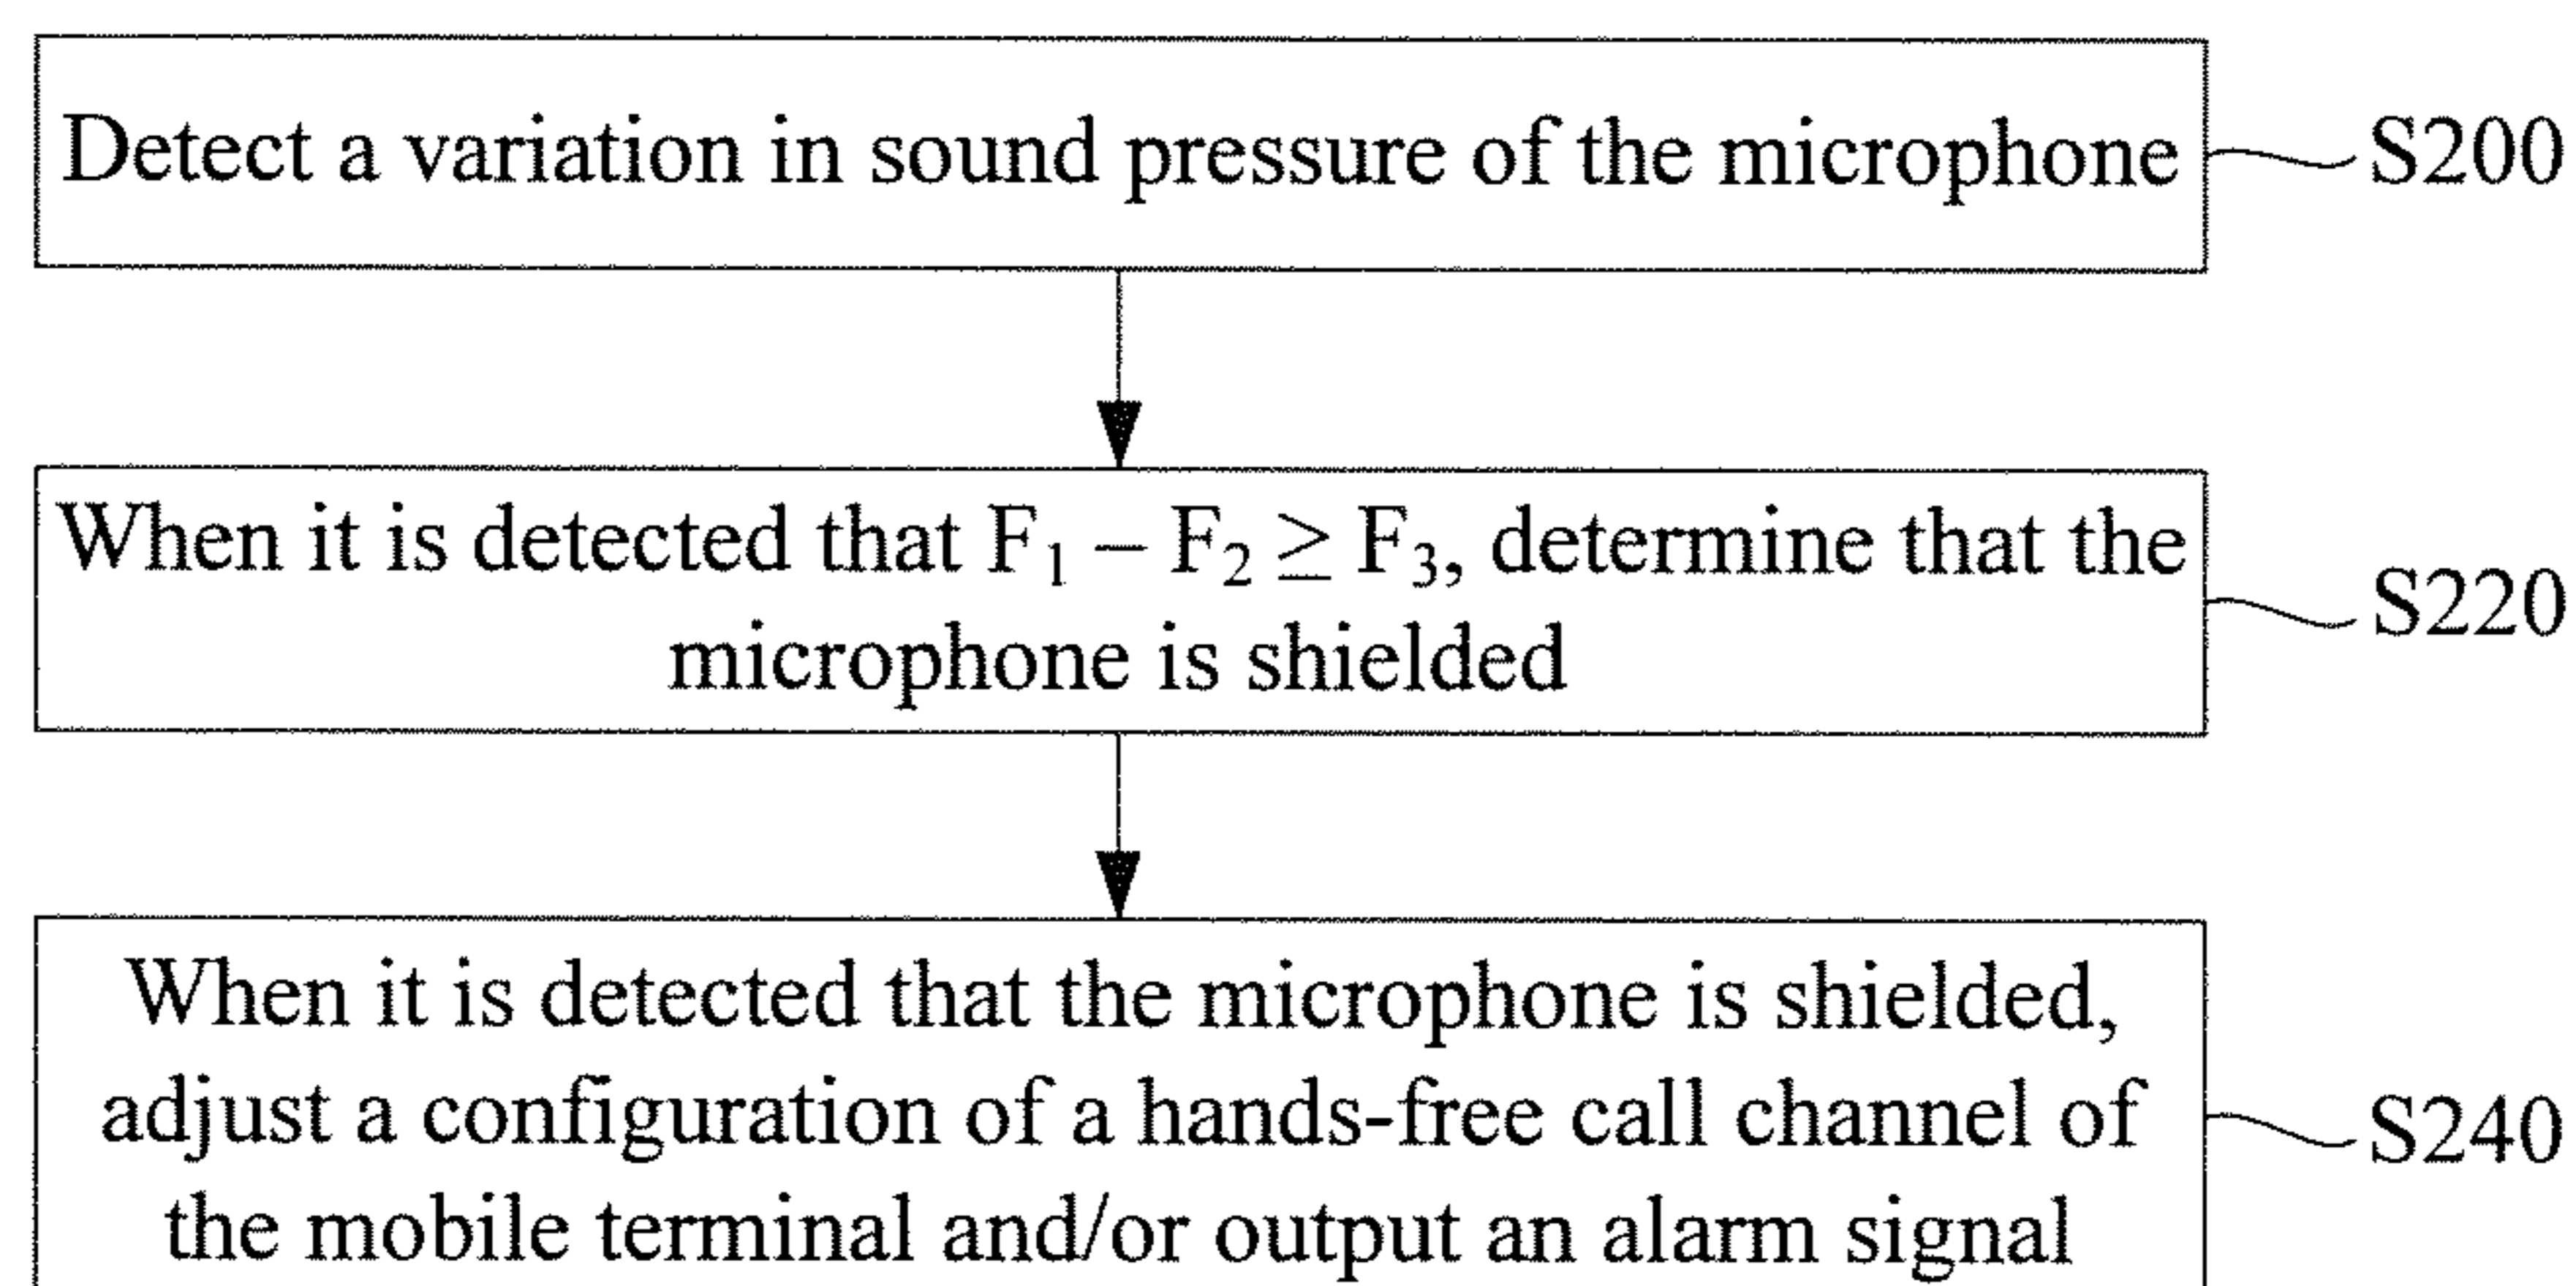 Detect a variation in sound pressure of the microphone
S200
When it is detected that F₁ – F₂ ≥ F₃, determine that the
microphone is shielded
S220
When it is detected that the microphone is shielded,
adjust a configuration of a hands-free call channel of
the mobile terminal and/or output an alarm signal
S240